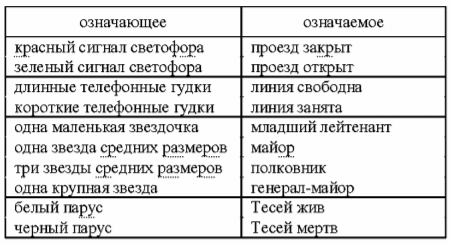 означающее означаемое
красный сигнал светофора проезд закрыт
зеленый сигнал светофора проезд открыт
длинные телефонные гудки линия свободна
короткие телефонные гудки линия занята
одна маленькая звездочка младший лейтенант
одна звезда средних размеров майор
три звезды средних размеров полковник
одна крупная звезда генерал-майор
белый парус Тесей жив
черный парус Тесей мертв